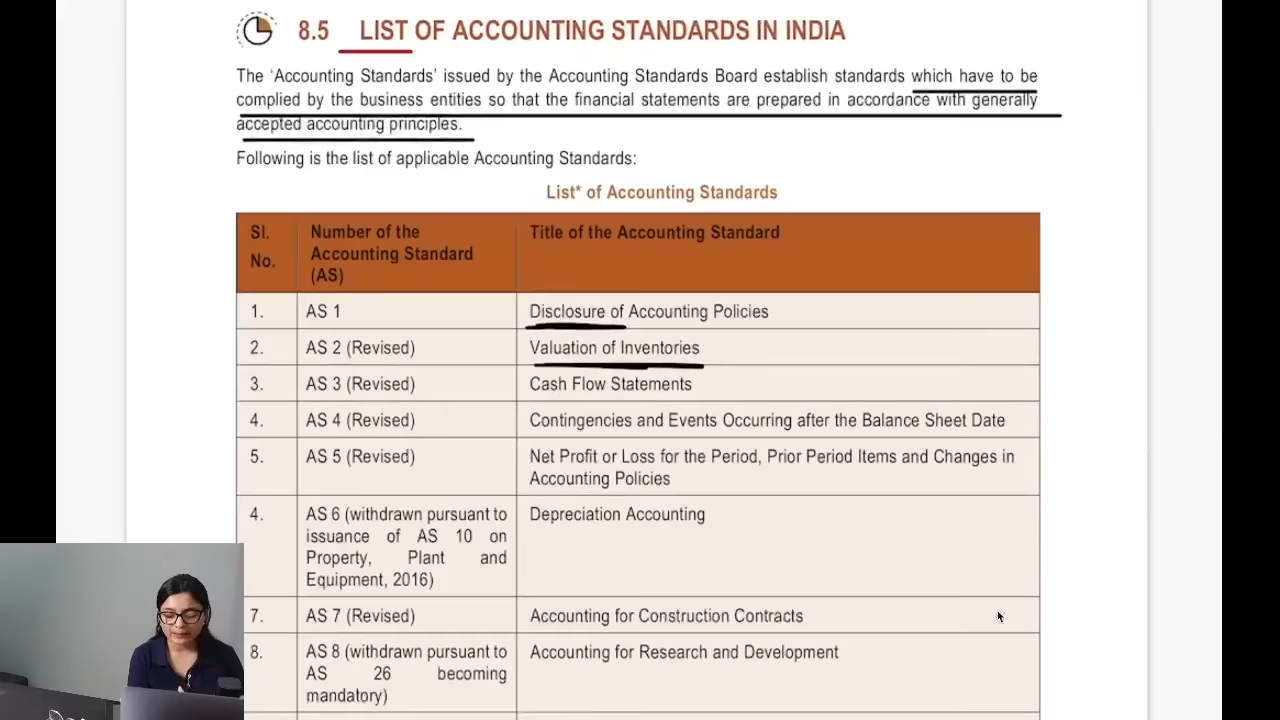 8.5 LIST OF ACCOUNTING STANDARDS IN INDIA
The ‘Accounting Standards’ issued by the Accounting Standards Board establish standards which have to be
complied by the business entities so that the financial statements are prepared in accordance with generally
accepted accounting principles.
Following is the list of applicable Accounting Standards:
List* of Accounting Standards
Sl. No.
Number of the Accounting Standard (AS)
Title of the Accounting Standard
1. AS 1 Disclosure of Accounting Policies
2. AS 2 (Revised) Valuation of Inventories
3. AS 3 (Revised) Cash Flow Statements
4. AS 4 (Revised) Contingencies and Events Occurring after the Balance Sheet Date
5. AS 5 (Revised) Net Profit or Loss for the Period, Prior Period Items and Changes in
Accounting Policies
4. AS 6 (withdrawn pursuant to Depreciation Accounting
issuance of AS 10 on
Property, Plant and
Equipment, 2016)
7. AS 7 (Revised) Accounting for Construction Contracts
8. AS 8 (withdrawn pursuant to Accounting for Research and Development
AS 26 becoming
mandatory)